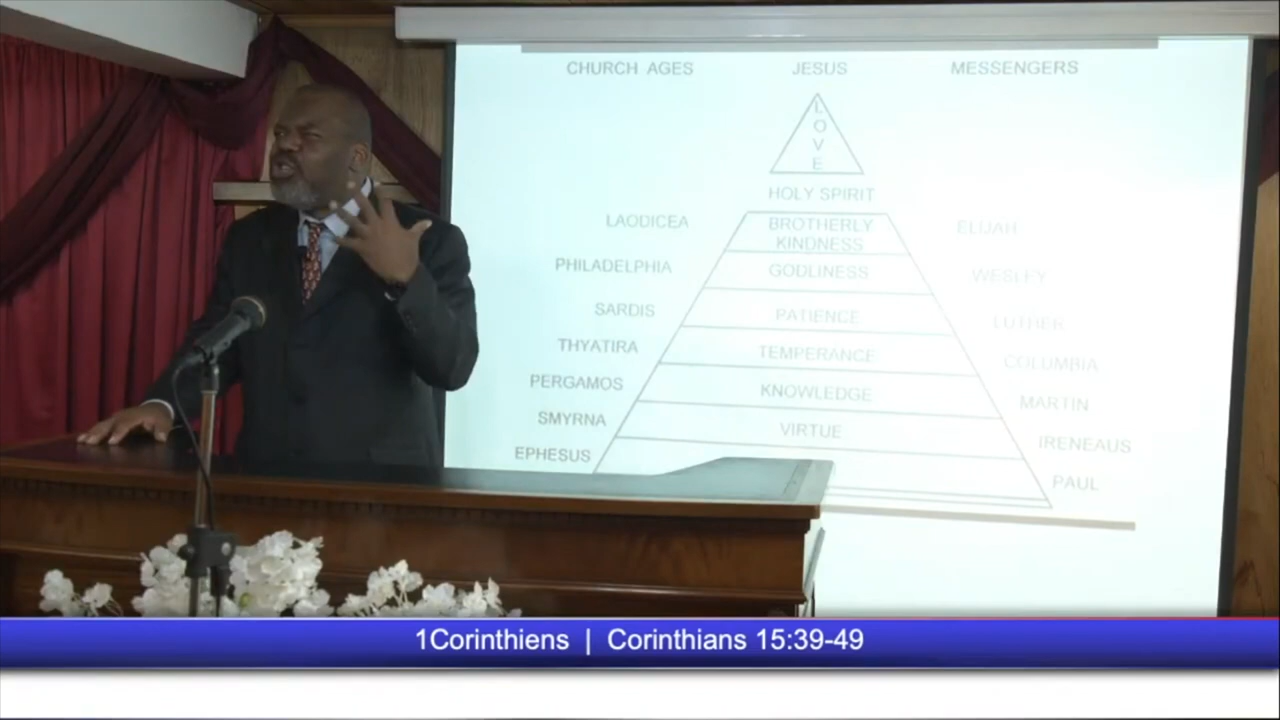 CHURCH AGES JESUS MESSENGERS
L
O
V
E
HOLY SPIRIT
LAODICEA BROTHERLY KINDNESS ELIJAH
PHILADELPHIA GODLINESS WESLEY
SARDIS PATIENCE LUTHER
THYATIRA TEMPERANCE COLUMBIA
PERGAMOS KNOWLEDGE MARTIN
SMYRNA VIRTUE IRENEAUS
EPHESUS PAUL
1Corinthiens | Corinthians 15:39-49